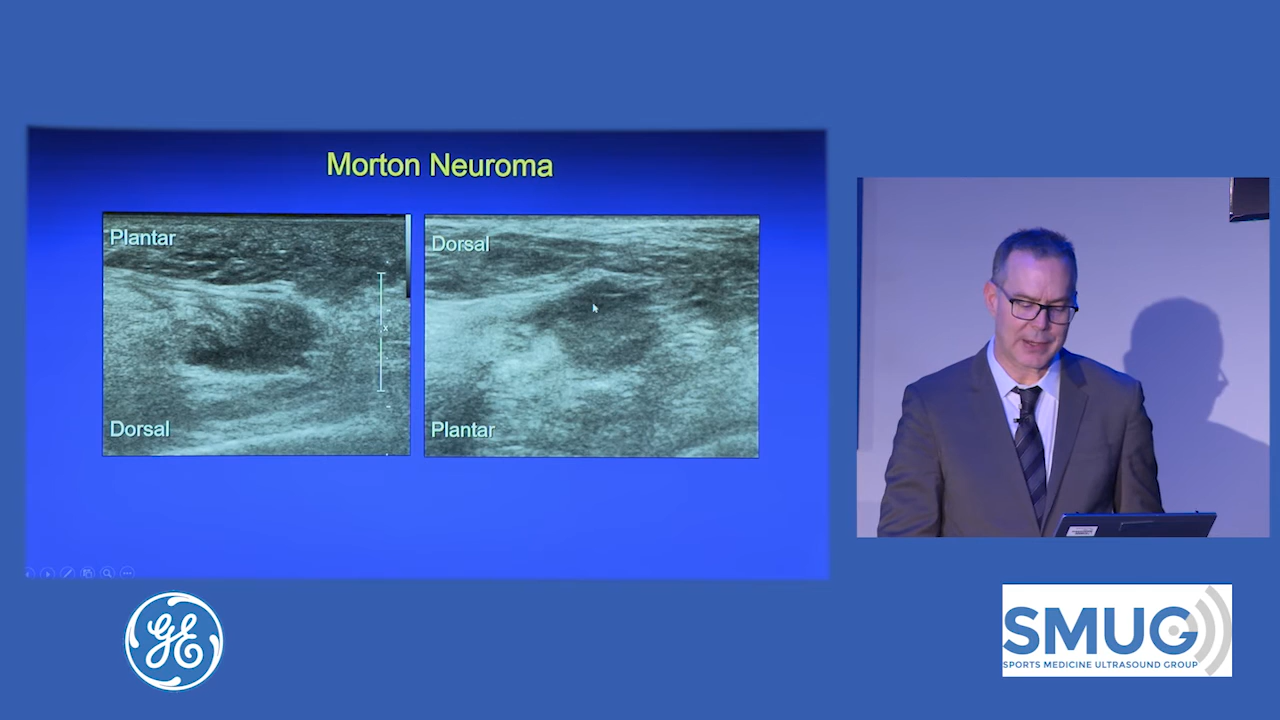 Morton Neuroma
Plantar
Dorsal
Dorsal
Plantar
GE
SMUG
SPORTS MEDICINE ULTRASOUND GROUP